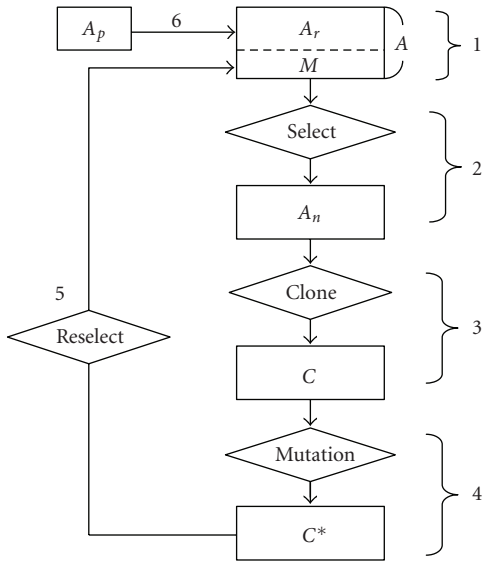 A_p
6
A_r
A
1
M
Select
2
A_n
5
Clone
3
Reselect
C
Mutation
4
C*